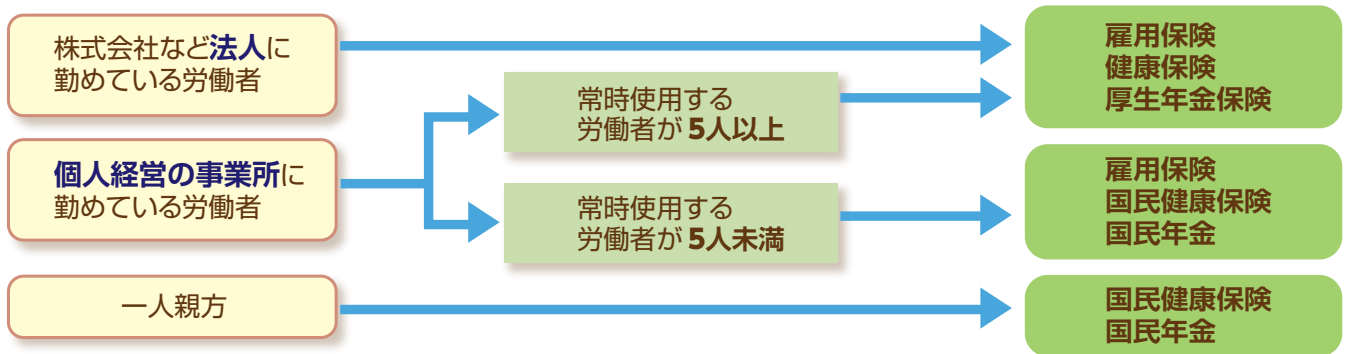 株式会社など法人に
勤めている労働者
雇用保険
健康保険
厚生年金保険
個人経営の事業所に
勤めている労働者
常時使用する
労働者が5人以上
常時使用する
労働者が5人未満
雇用保険
国民健康保険
国民年金
一人親方
国民健康保険
国民年金